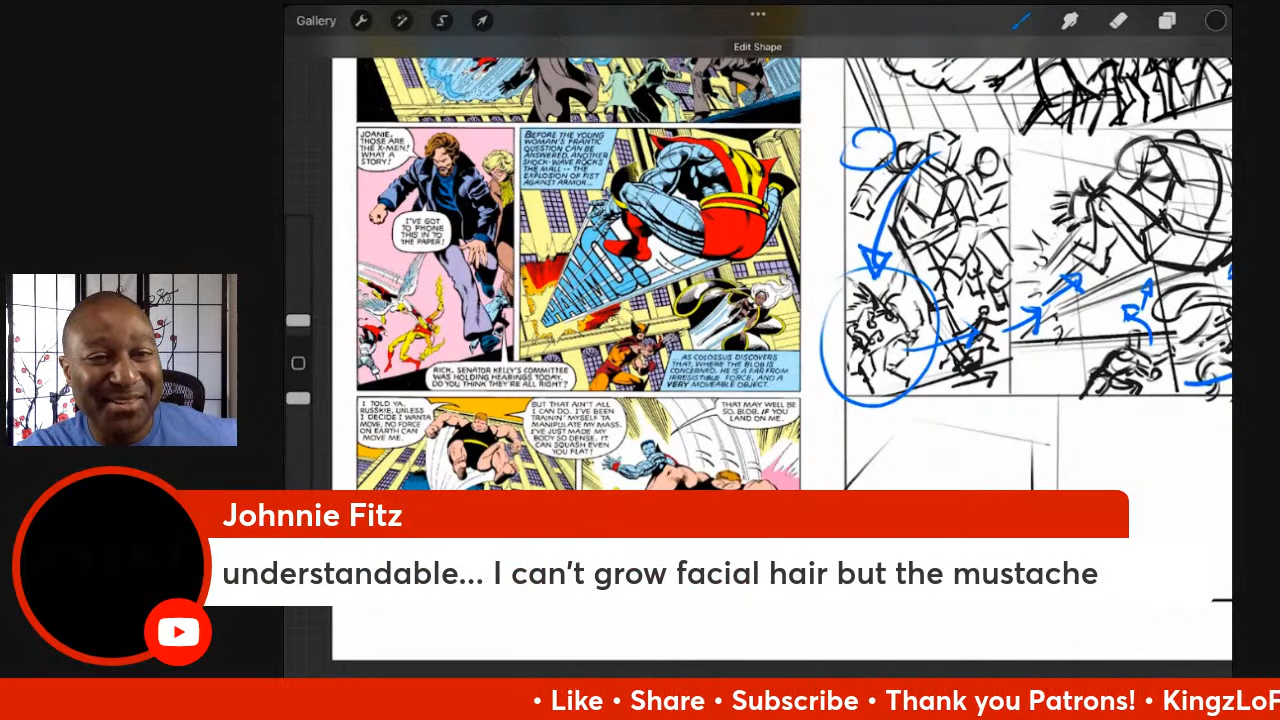 Gallery
Edit Shape
JOANIE,
THOSE ARE
THE X-MEN!
WHAT A
STORY!
I'VE GOT
TO PHONE
THIS IN TO
THE PAPER!
RICK, SENATOR KELLY'S COMMITTEE
WAS HOLDING HEARINGS TODAY.
DO YOU THINK THEY'RE ALL RIGHT?
BEFORE THE YOUNG
WOMAN'S FRANTIC
QUESTION CAN BE
ANSWERED, ANOTHER
SHOCK-WAVE ROCKS
THE MALL -- THE
EXPLOSION OF FIST
AGAINST ARMOR...
...AS COLOSSUS DISCOVERS
THAT, WHERE THE BLOB IS
CONCERNED, HE IS A FAR FROM
IRRESISTIBLE FORCE, AND A
VERY MOVEABLE OBJECT.
I TOLD YA,
RUSSKIE, UNLESS
I DECIDE I WANTA
MOVE, NO FORCE
ON EARTH CAN
MOVE ME.
BUT THAT AIN'T ALL
I CAN DO. I'VE BEEN
TRAININ' MYSELF TA
MANIPULATE MY MASS.
I'VE JUST MADE MY
BODY SO DENSE, IT
CAN SQUASH EVEN
YOU FLAT!
THAT MAY WELL BE
SO, BLOB, IF YOU
LAND ON ME.
Johnnie Fitz
understandable... I can't grow facial hair but the mustache
• Like • Share • Subscribe • Thank you Patrons! • KingzLoF